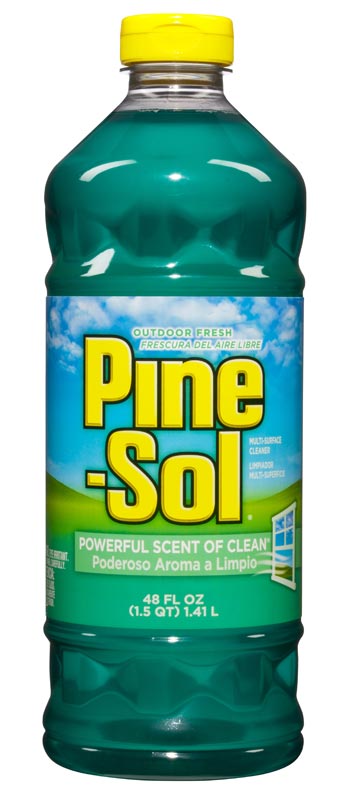 OUTDOOR FRESH
FRESCURA DEL AIRE LIBRE
Pine
-Sol®
MULTI-SURFACE
CLEANER
LIMPIADOR
MULTI-SUPERFICIE
POWERFUL SCENT OF CLEAN™
Poderoso Aroma a Limpio
48 FL OZ
(1.5 QT) 1.41 L